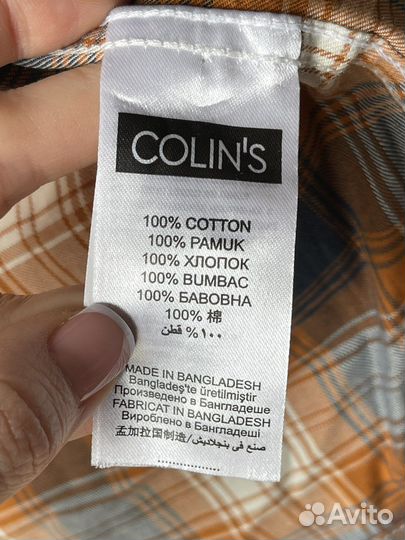 COLIN'S
100% COTTON
100% PAMUK
100% ХЛОПОК
100% BUMBAC
100% БАВОВНА
100% 棉
١٠٠% قطن
MADE IN BANGLADESH
Bangladeş'te üretilmiştir
Произведено в Бангладеше
FABRICAT IN BANGLADESH
Вироблено в Бангладеші
孟加拉国制造/صنع في بنجلاديش
Avito